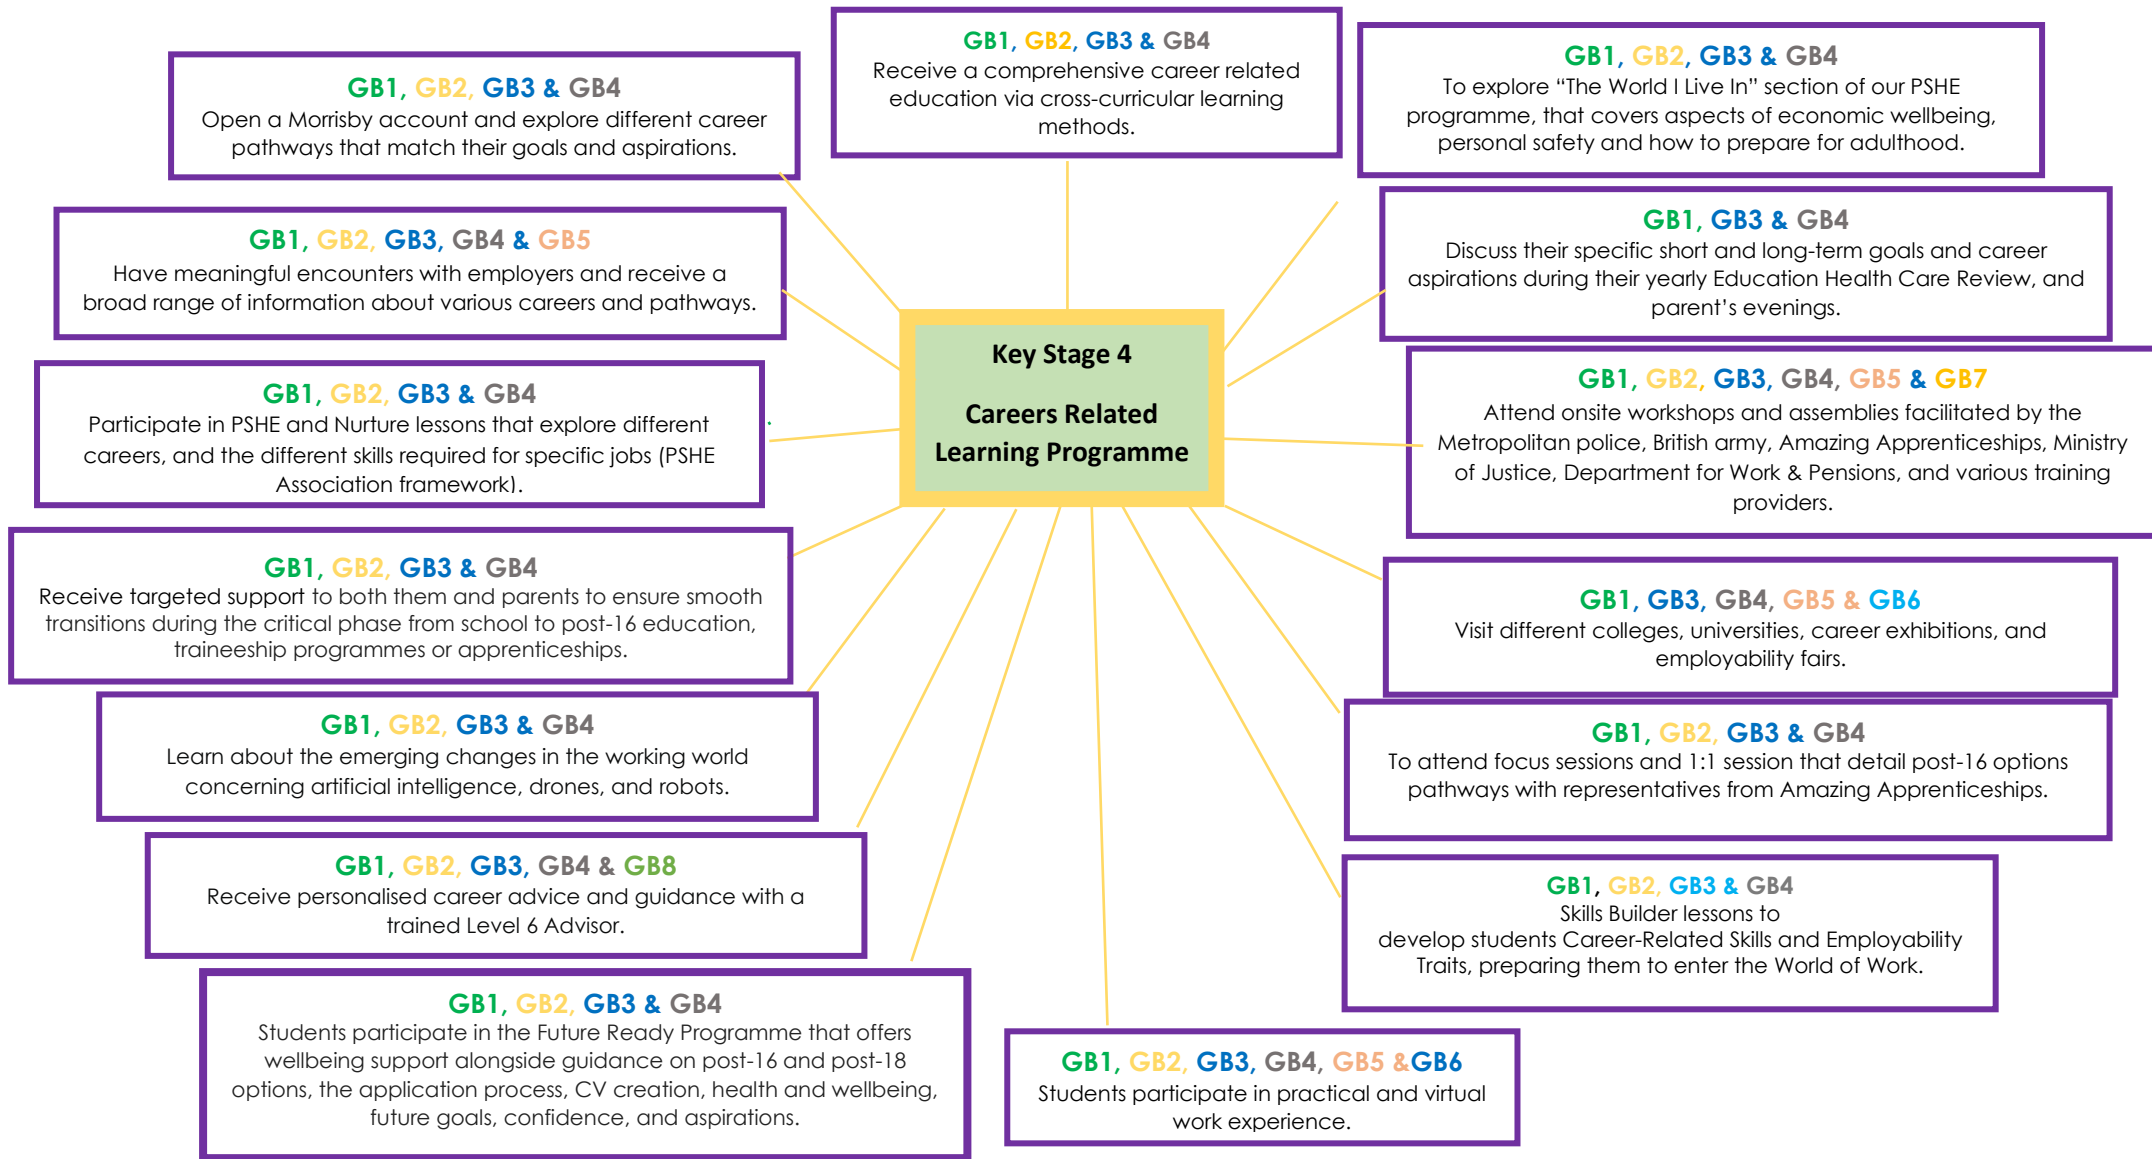 GB1, GB2, GB3 & GB4
Receive a comprehensive career related
education via cross-curricular learning
methods.
GB1, GB2, GB3 & GB4
To explore “The World I Live In” section of our PSHE
programme, that covers aspects of economic wellbeing,
personal safety and how to prepare for adulthood.
GB1, GB2, GB3 & GB4
Open a Morrisby account and explore different career
pathways that match their goals and aspirations.
GB1, GB3 & GB4
Discuss their specific short and long-term goals and career
aspirations during their yearly Education Health Care Review, and
parent’s evenings.
GB1, GB2, GB3, GB4 & GB5
Have meaningful encounters with employers and receive a
broad range of information about various careers and pathways.
Key Stage 4
Careers Related
Learning Programme
GB1, GB2, GB3, GB4, GB5 & GB7
Attend onsite workshops and assemblies facilitated by the
Metropolitan police, British army, Amazing Apprenticeships, Ministry
of Justice, Department for Work & Pensions, and various training
providers.
GB1, GB2, GB3 & GB4
Participate in PSHE and Nurture lessons that explore different
careers, and the different skills required for specific jobs (PSHE
Association framework).
GB1, GB2, GB3 & GB4
Receive targeted support to both them and parents to ensure smooth
transitions during the critical phase from school to post-16 education,
traineeship programmes or apprenticeships.
GB1, GB3, GB4, GB5 & GB6
Visit different colleges, universities, career exhibitions, and
employability fairs.
GB1, GB2, GB3 & GB4
Learn about the emerging changes in the working world
concerning artificial intelligence, drones, and robots.
GB1, GB2, GB3 & GB4
To attend focus sessions and 1:1 session that detail post-16 options
pathways with representatives from Amazing Apprenticeships.
GB1, GB2, GB3, GB4 & GB8
Receive personalised career advice and guidance with a
trained Level 6 Advisor.
GB1, GB2, GB3 & GB4
Skills Builder lessons to
develop students Career-Related Skills and Employability
Traits, preparing them to enter the World of Work.
GB1, GB2, GB3 & GB4
Students participate in the Future Ready Programme that offers
wellbeing support alongside guidance on post-16 and post-18
options, the application process, CV creation, health and wellbeing,
future goals, confidence, and aspirations.
GB1, GB2, GB3, GB4, GB5 &GB6
Students participate in practical and virtual
work experience.